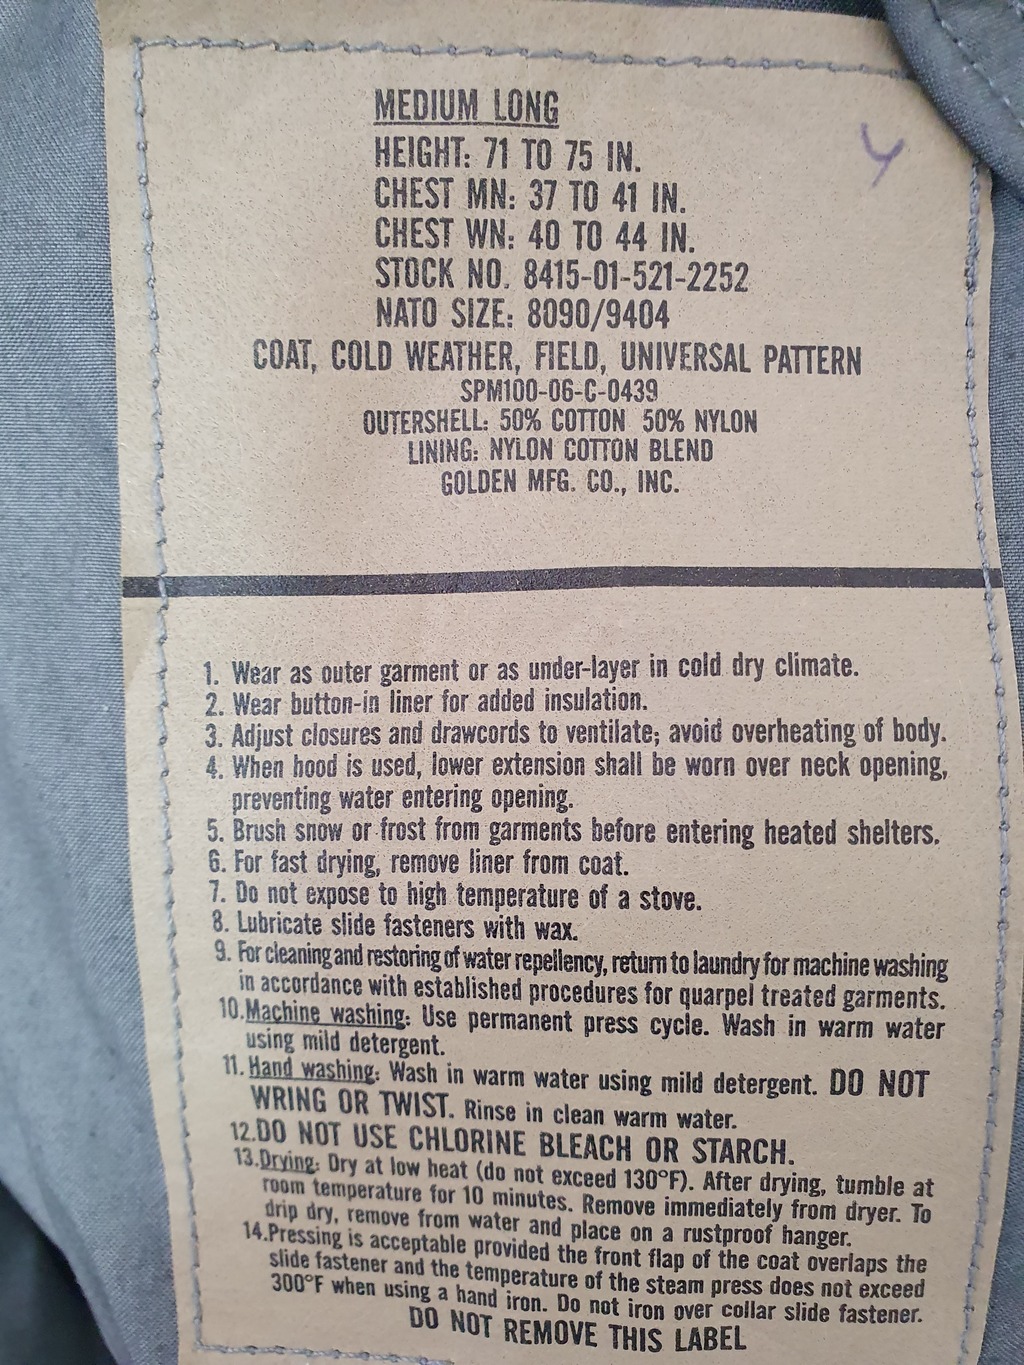 MEDIUM LONG
HEIGHT: 71 TO 75 IN.
CHEST MN: 37 TO 41 IN.
CHEST WN: 40 TO 44 IN.
STOCK NO. 8415-01-521-2252
NATO SIZE: 8090/9404
COAT, COLD WEATHER, FIELD, UNIVERSAL PATTERN
SPM100-06-C-0439
OUTERSHELL: 50% COTTON 50% NYLON
LINING: NYLON COTTON BLEND
GOLDEN MFG. CO., INC.
1. Wear as outer garment or as under-layer in cold dry climate.
2. Wear button-in liner for added insulation.
3. Adjust closures and drawcords to ventilate; avoid overheating of body.
4. When hood is used, lower extension shall be worn over neck opening,
preventing water entering opening.
5. Brush snow or frost from garments before entering heated shelters.
6. For fast drying, remove liner from coat.
7. Do not expose to high temperature of a stove.
8. Lubricate slide fasteners with wax.
9. For cleaning and restoring of water repellency, return to laundry for machine washing
in accordance with established procedures for quarpel treated garments.
10. Machine washing: Use permanent press cycle. Wash in warm water
using mild detergent.
11. Hand washing: Wash in warm water using mild detergent. DO NOT
WRING OR TWIST. Rinse in clean warm water.
12. DO NOT USE CHLORINE BLEACH OR STARCH.
13. Drying: Dry at low heat (do not exceed 130°F). After drying, tumble at
room temperature for 10 minutes. Remove immediately from dryer. To
drip dry, remove from water and place on a rustproof hanger.
14. Pressing is acceptable provided the front flap of the coat overlaps the
slide fastener and the temperature of the steam press does not exceed
300°F when using a hand iron. Do not iron over collar slide fastener.
DO NOT REMOVE THIS LABEL